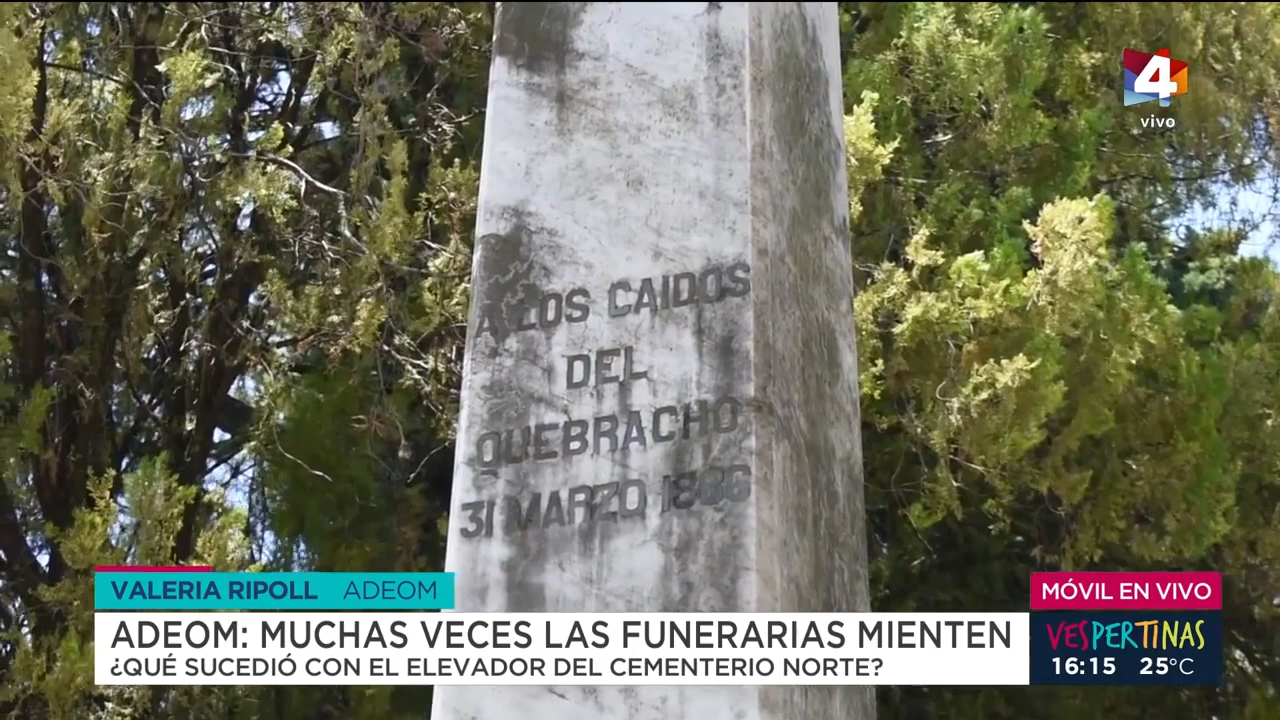 4
vivo
A LOS CAIDOS
DEL
QUEBRACHO
31 MARZO 1886
VALERIA RIPOLL ADEOM
MÓVIL EN VIVO
ADEOM: MUCHAS VECES LAS FUNERARIAS MIENTEN
¿QUÉ SUCEDIÓ CON EL ELEVADOR DEL CEMENTERIO NORTE?
VESPERTINAS
16:15 25°C